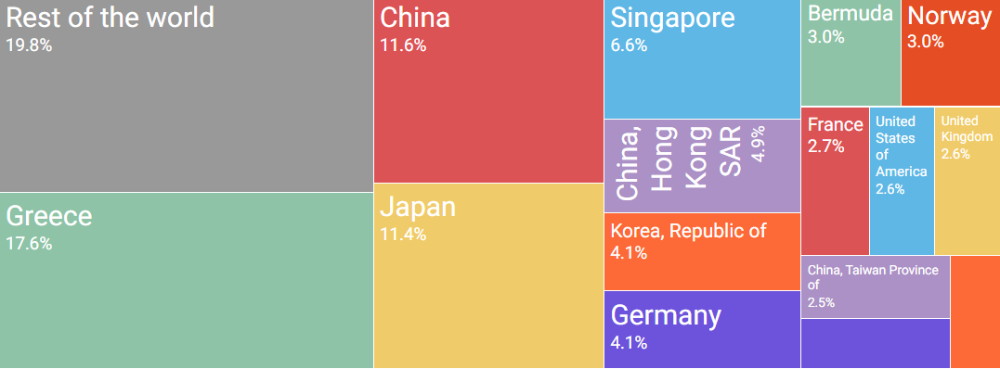 Rest of the world
19.8%
Greece
17.6%
China
11.6%
Japan
11.4%
Singapore
6.6%
China,
Hong
Kong
SAR
4.9%
Korea, Republic of
4.1%
Germany
4.1%
Bermuda
3.0%
Norway
3.0%
France
2.7%
United
States
of
America
2.6%
United
Kingdom
2.6%
China, Taiwan Province
of
2.5%